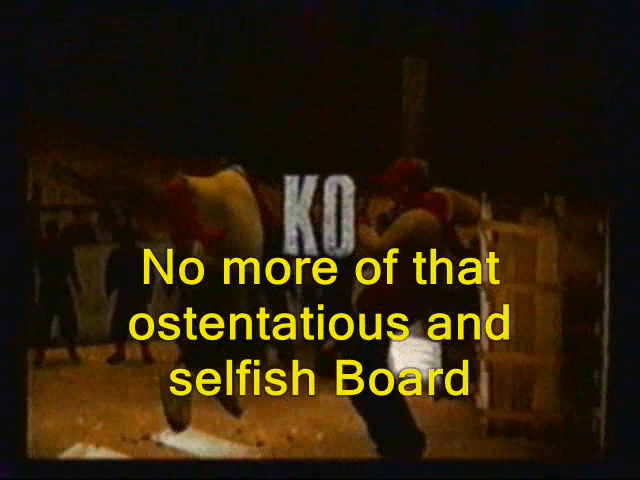 KO
No more of that
ostentatious and
selfish Board